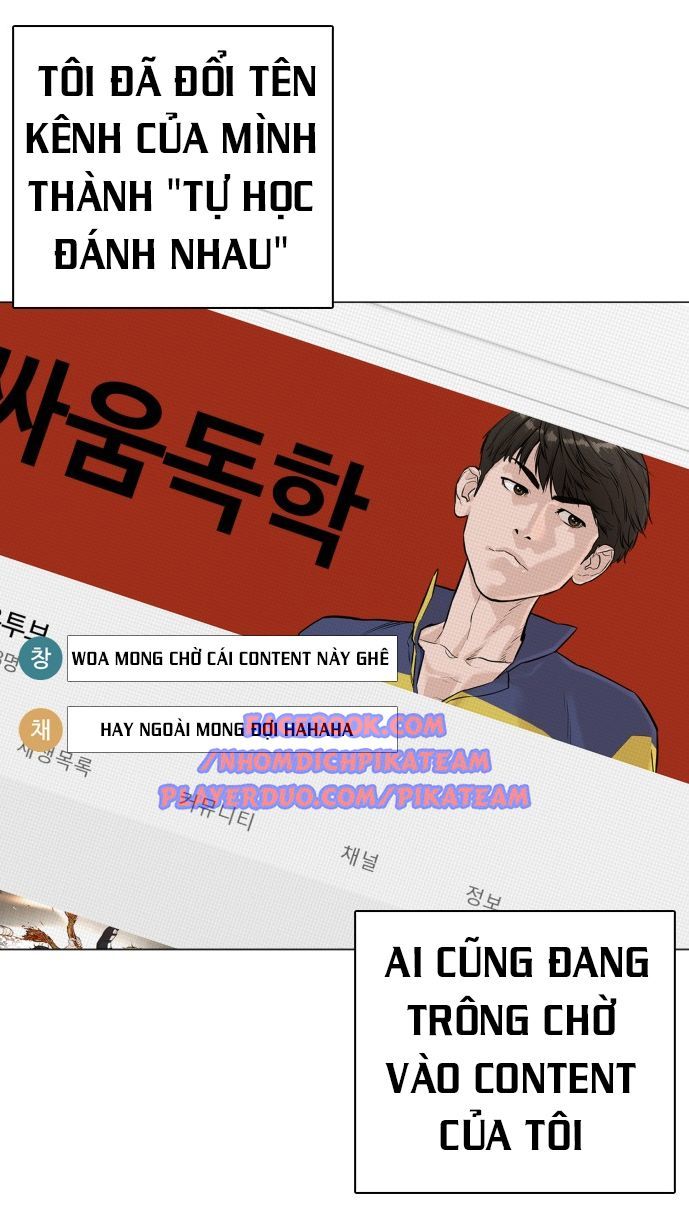 TÔI ĐÃ ĐỔI TÊN
KÊNH CỦA MÌNH
THÀNH "TỰ HỌC
ĐÁNH NHAU"
싸움독학
투브
명
창
WOA MONG CHỜ CÁI CONTENT NÀY GHÊ
채
HAY NGOÀI MONG ĐỢI HAHAHA
FACEBOOK.COM
/NHOMDICHPIKATEAM
PLAYERDUO.COM/PIKATEAM
재생목록
커뮤니티
채널
정보
AI CŨNG ĐANG
TRÔNG CHỜ
VÀO CONTENT
CỦA TÔI